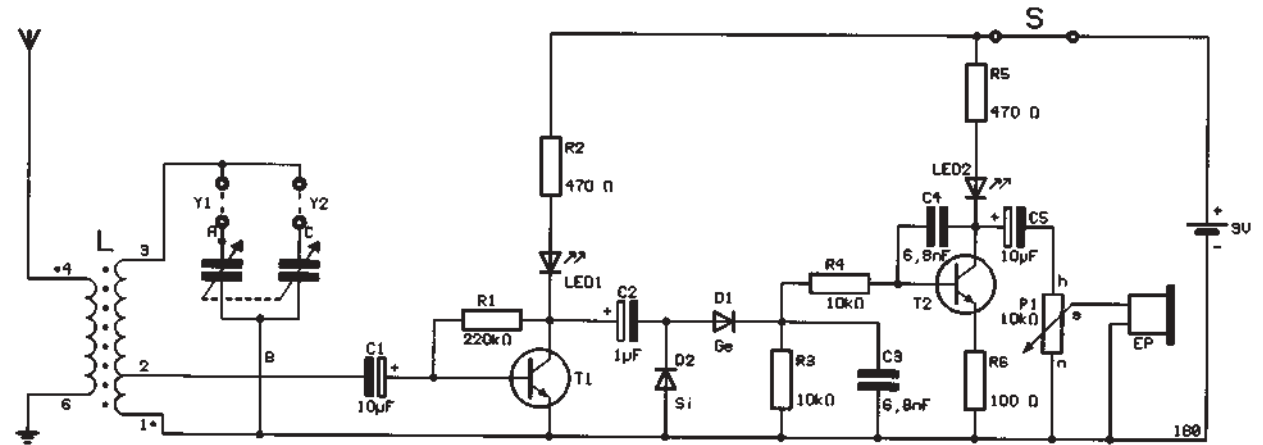 S
R5
470 Ω
R2
470 Ω
LED2
C4
C5
Y1
Y2
+
9V
-
A
C
L
3
*4
6,8nF
+
10µF
LED1
R4
10kΩ
T2
h
P1
10kΩ
s
EP
n
R1
220kΩ
C2
+
1µF
D1
Ge
B
2
C1
+
10µF
T1
D2
Si
R3
10kΩ
C3
6,8nF
R6
100 Ω
6
1*
180